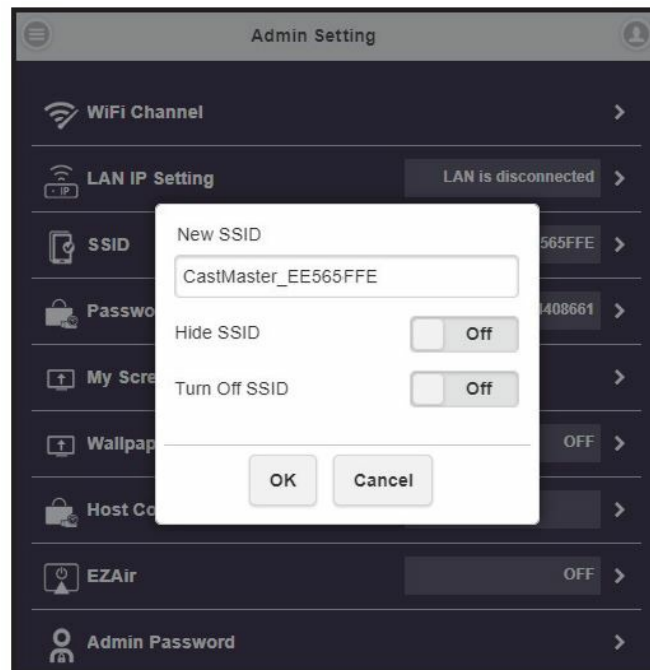 Admin Setting
WiFi Channel
IP
LAN IP Setting
LAN is disconnected
SSID
565FFE
New SSID
CastMaster_EE565FFE
Hide SSID
Off
Turn Off SSID
Off
OK
Cancel
Passwo
408661
My Scre
Wallpap
OFF
Host Co
EZAir
OFF
Admin Password